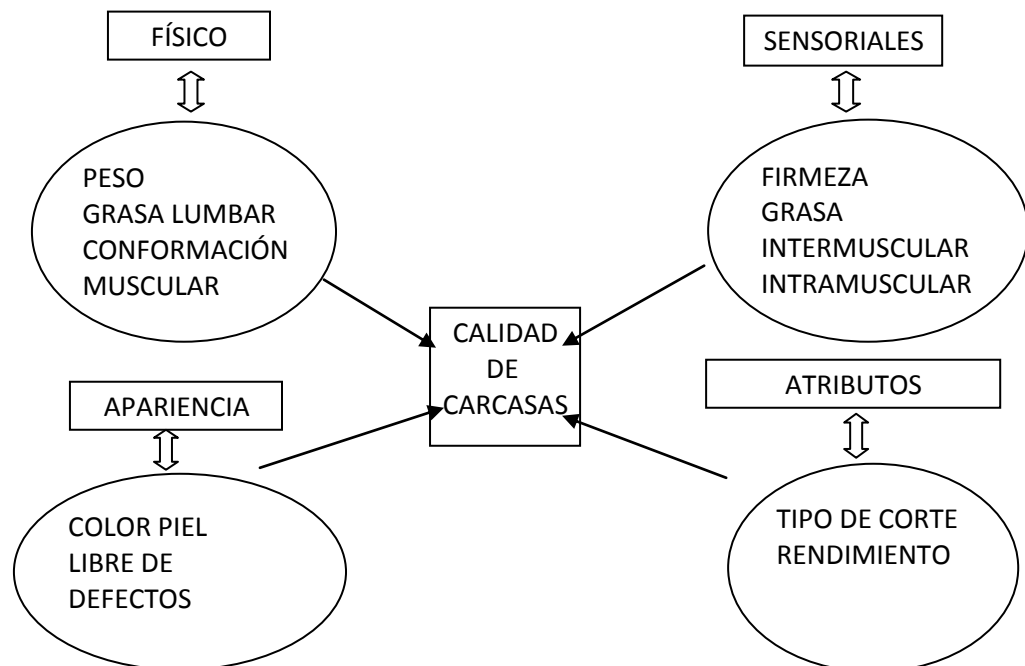 FÍSICO
SENSORIALES
PESO
GRASA LUMBAR
CONFORMACIÓN
MUSCULAR
FIRMEZA
GRASA
INTERMUSCULAR
INTRAMUSCULAR
CALIDAD
DE
CARCASAS
APARIENCIA
ATRIBUTOS
COLOR PIEL
LIBRE DE
DEFECTOS
TIPO DE CORTE
RENDIMIENTO